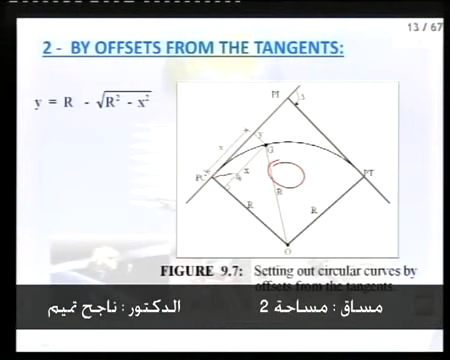 13 / 67
2 - BY OFFSETS FROM THE TANGENTS:
y = R - √R² - x²
PI
Δ
x
y
G
PC
x
R
PT
R
R
O
FIGURE 9.7: Setting out circular curves by
offsets from the tangents.
مساق : مساحة 2
الدكتور : ناجح تميم